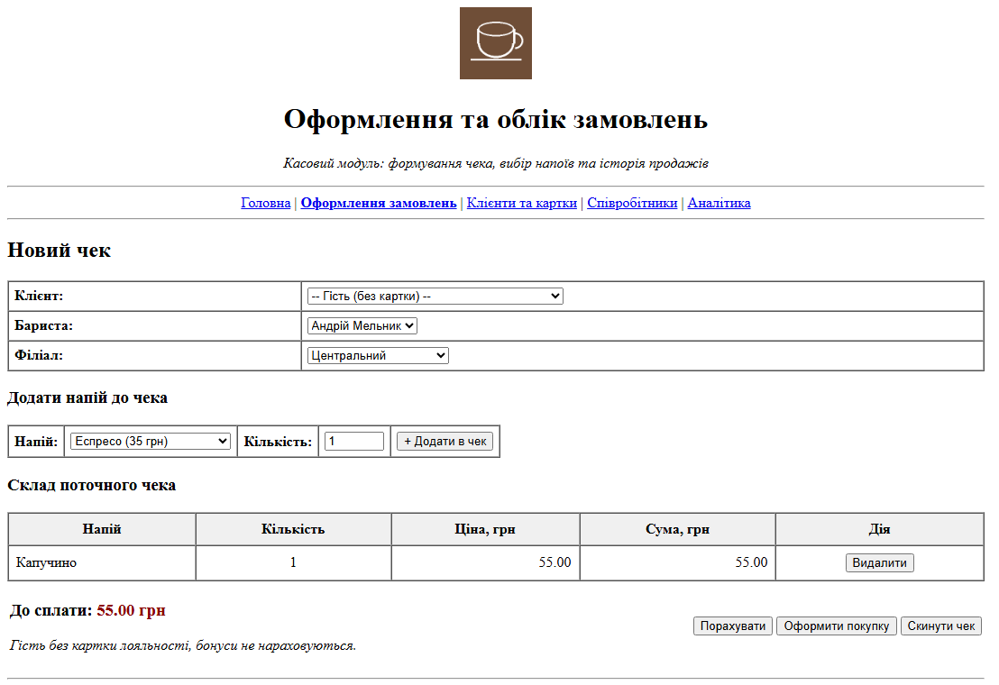 Оформлення та облік замовлень
Касовий модуль: формування чека, вибір напоїв та історія продажів
Головна | Оформлення замовлень | Клієнти та картки | Співробітники | Аналітика
Новий чек
Клієнт: -- Гість (без картки) --
Бариста: Андрій Мельник
Філіал: Центральний
Додати напій до чека
Напій: Еспресо (35 грн) Кількість: 1 + Додати в чек
Склад поточного чека
Напій Кількість Ціна, грн Сума, грн Дія
Капучино 1 55.00 55.00 Видалити
До сплати: 55.00 грн
Порахувати Оформити покупку Скинути чек
Гість без картки лояльності, бонуси не нараховуються.